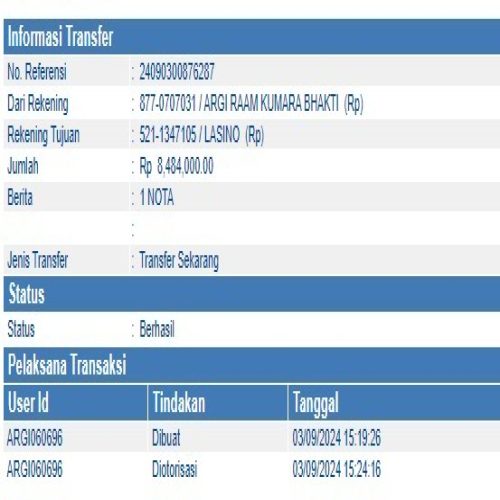 Informasi Transfer
No. Referensi : 24090300876287
Dari Rekening : 877-0707031 / ARGI RAAM KUMARA BHAKTI (Rp)
Rekening Tujuan : 521-1347105 / LASINO (Rp)
Jumlah : Rp 8,484,000.00
Berita : 1 NOTA
:
Jenis Transfer : Transfer Sekarang
Status
Status : Berhasil
Pelaksana Transaksi
User Id Tindakan Tanggal
ARGI060696 Dibuat 03/09/2024 15:19:26
ARGI060696 Diotorisasi 03/09/2024 15:24:16